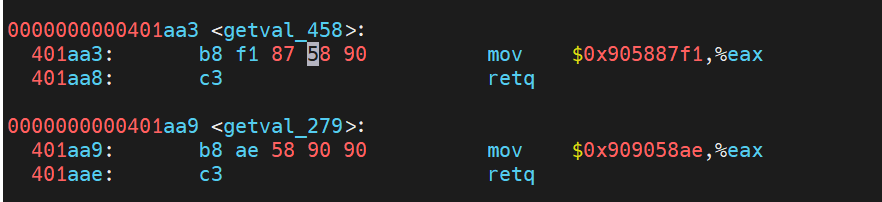 0000000000401aa3 <getval_458>:
401aa3: b8 f1 87 58 90 mov $0x905887f1,%eax
401aa8: c3 retq
0000000000401aa9 <getval_279>:
401aa9: b8 ae 58 90 90 mov $0x909058ae,%eax
401aae: c3 retq